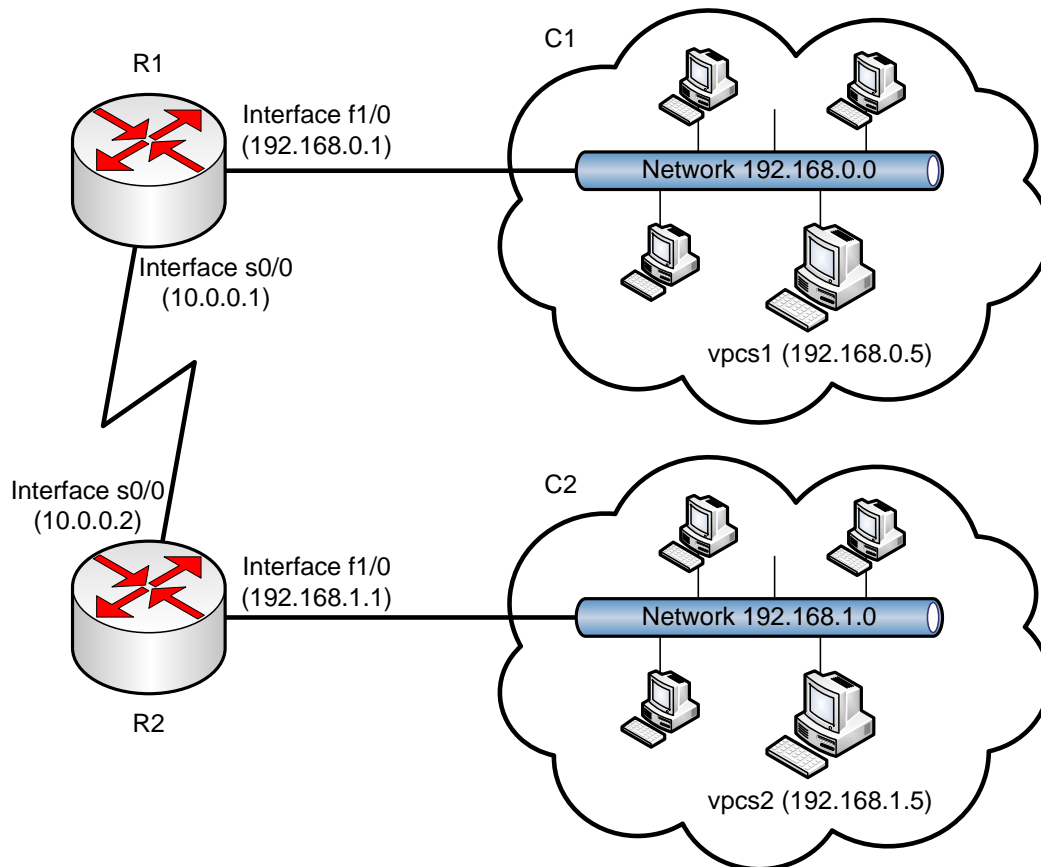 C1
R1
Interface f1/0
(192.168.0.1)
Network 192.168.0.0
Interface s0/0
(10.0.0.1)
vpcs1 (192.168.0.5)
Interface s0/0
(10.0.0.2)
C2
Interface f1/0
(192.168.1.1)
Network 192.168.1.0
R2
vpcs2 (192.168.1.5)